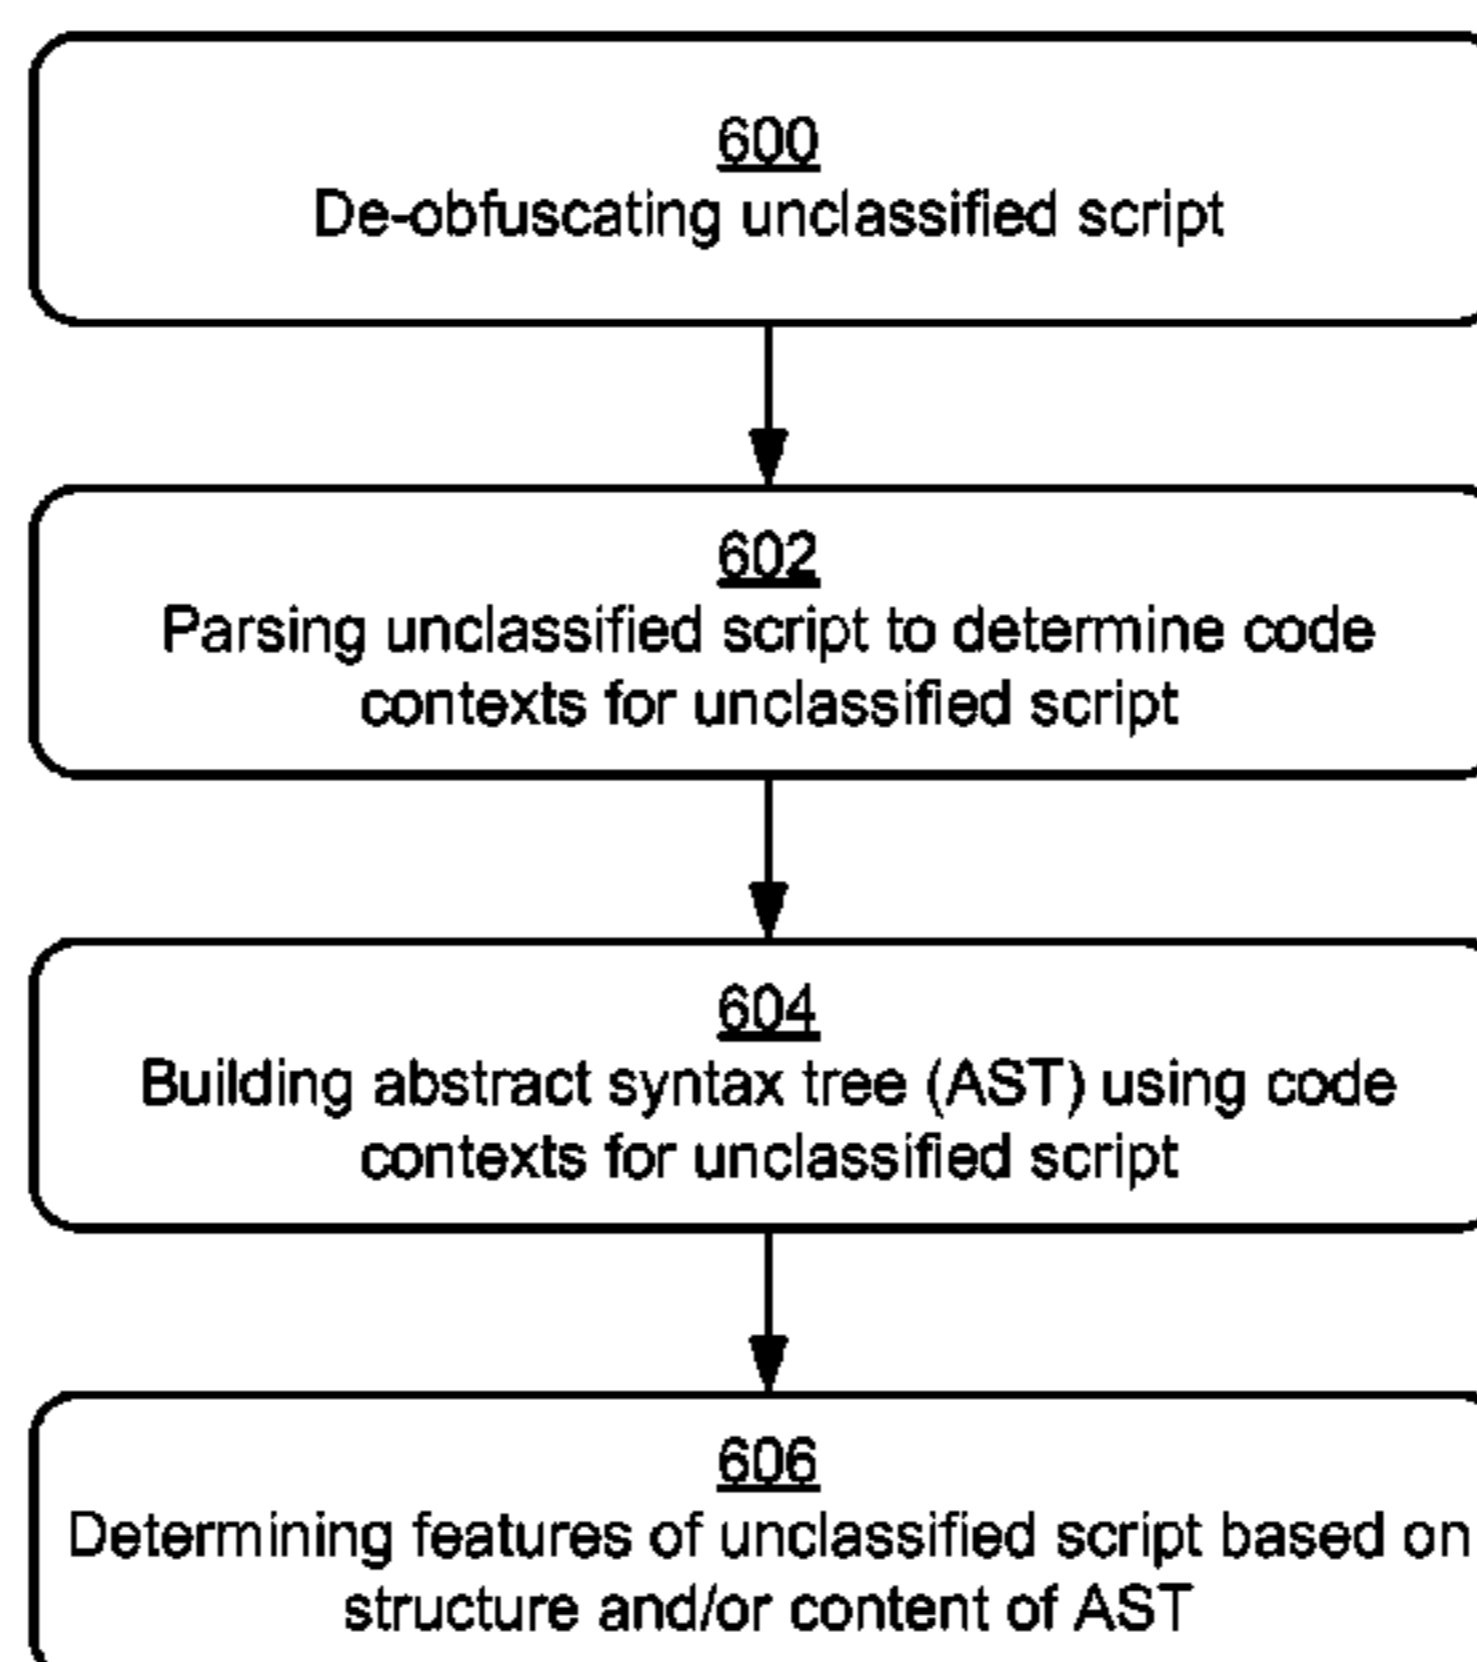 600
De-obfuscating unclassified script
602
Parsing unclassified script to determine code
contexts for unclassified script
604
Building abstract syntax tree (AST) using code
contexts for unclassified script
606
Determining features of unclassified script based on
structure and/or content of AST